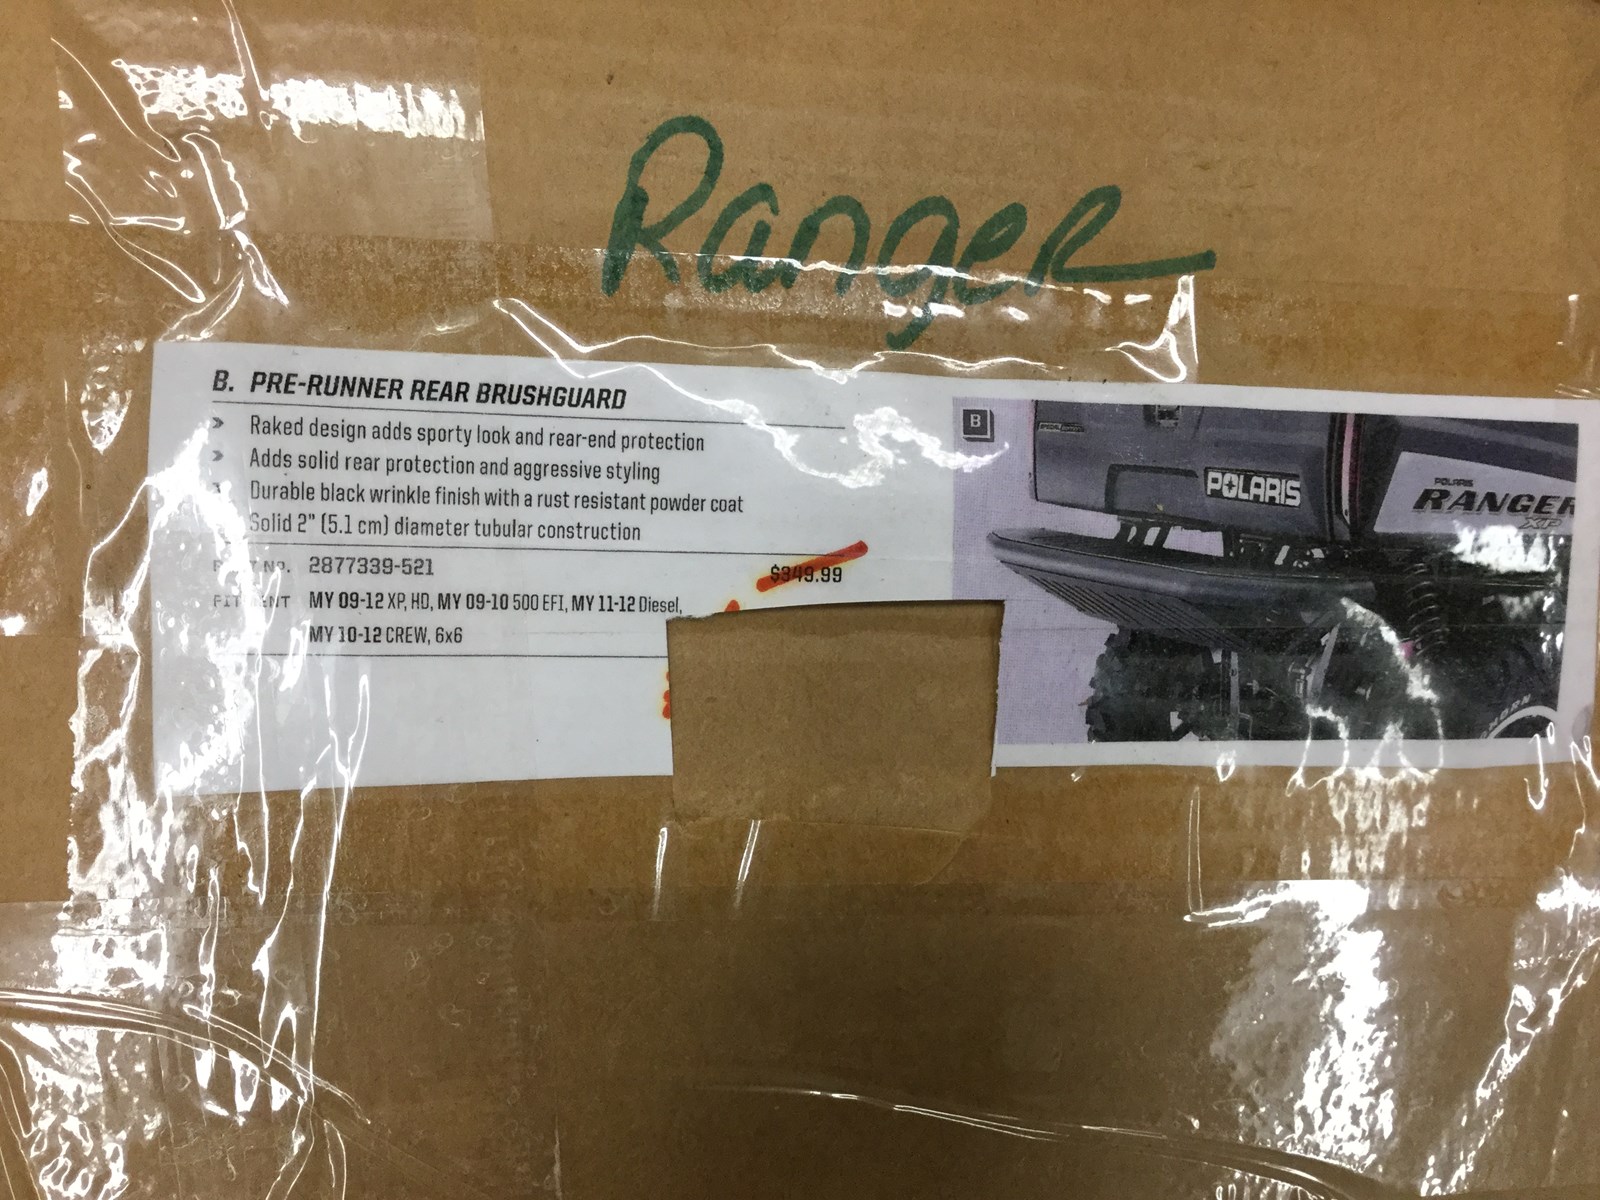 Ranger
B. PRE-RUNNER REAR BRUSHGUARD
Raked design adds sporty look and rear-end protection
Adds solid rear protection and aggressive styling
Durable black wrinkle finish with a rust resistant powder coat
Solid 2" (5.1 cm) diameter tubular construction
No. 2877339-521 $349.99
MY 09-12 XP, HD, MY 09-10 500 EFI, MY 11-12 Diesel,
MY 10-12 CREW, 6x6
B
POLARIS
POLARIS
RANGER
XP